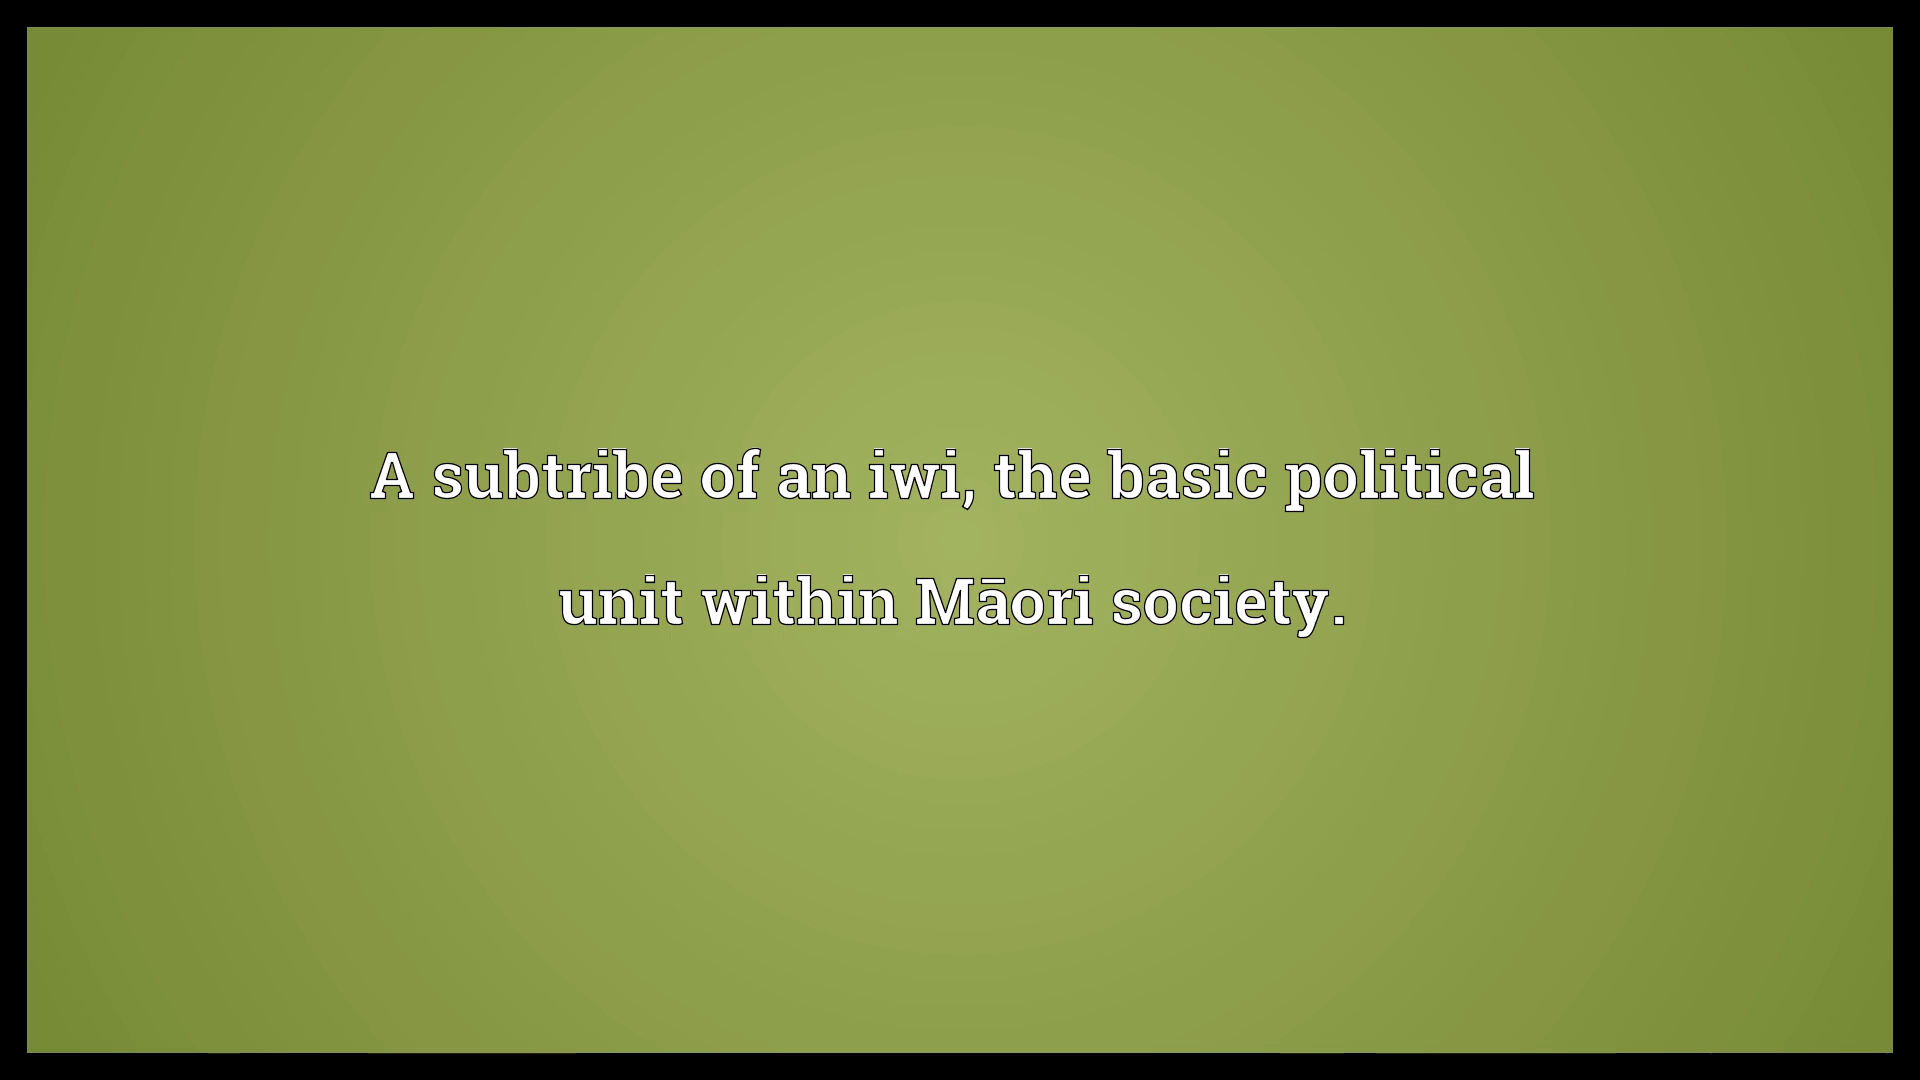 A subtribe of an iwi, the basic political
unit within Māori society.